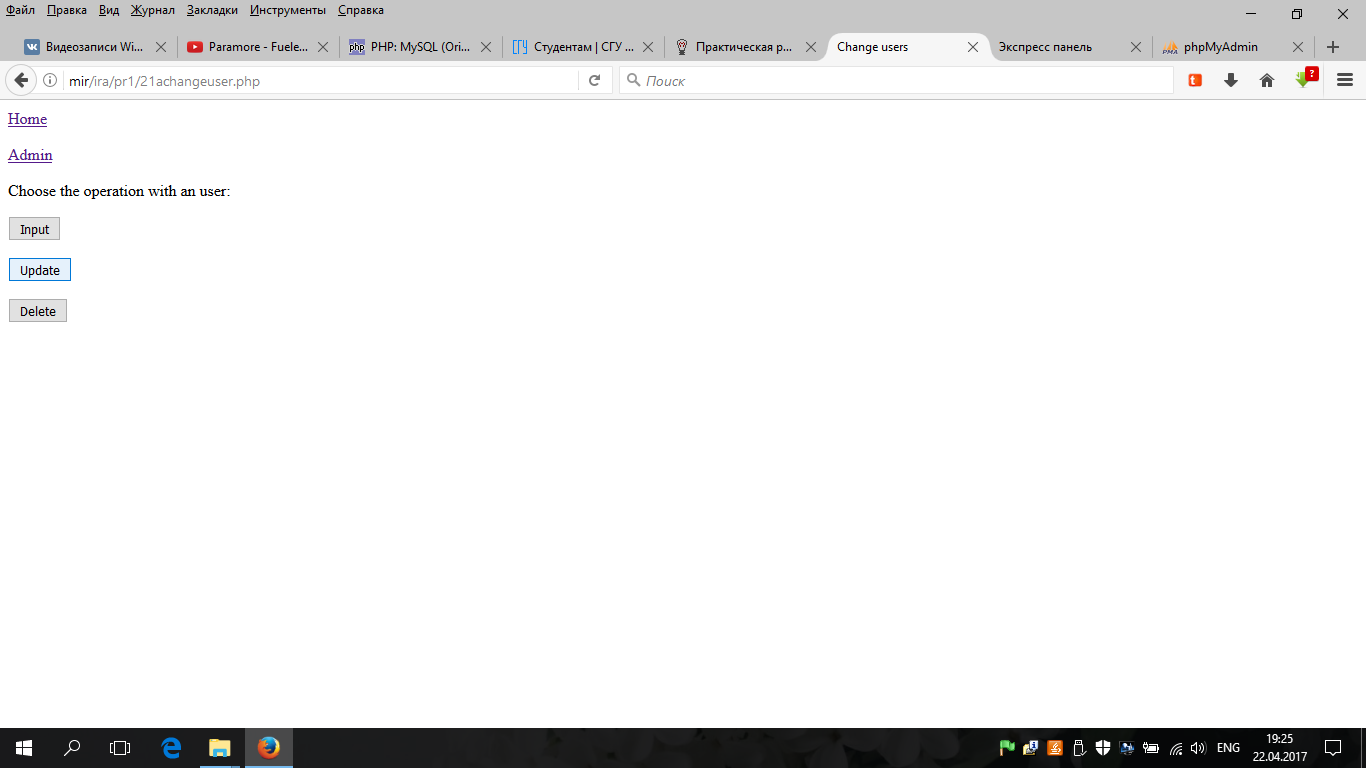 Файл Правка Вид Журнал Закладки Инструменты Справка
Видеозаписи Wi... Paramore - Fuele... php PHP: MySQL (Ori... Студентам | СГУ ... Практическая р... Change users Экспресс панель PMA phpMyAdmin
mir/ira/pr1/21achangeuser.php Поиск t ?
Home
Admin
Choose the operation with an user:
Input
Update
Delete
ENG 19:25
22.04.2017